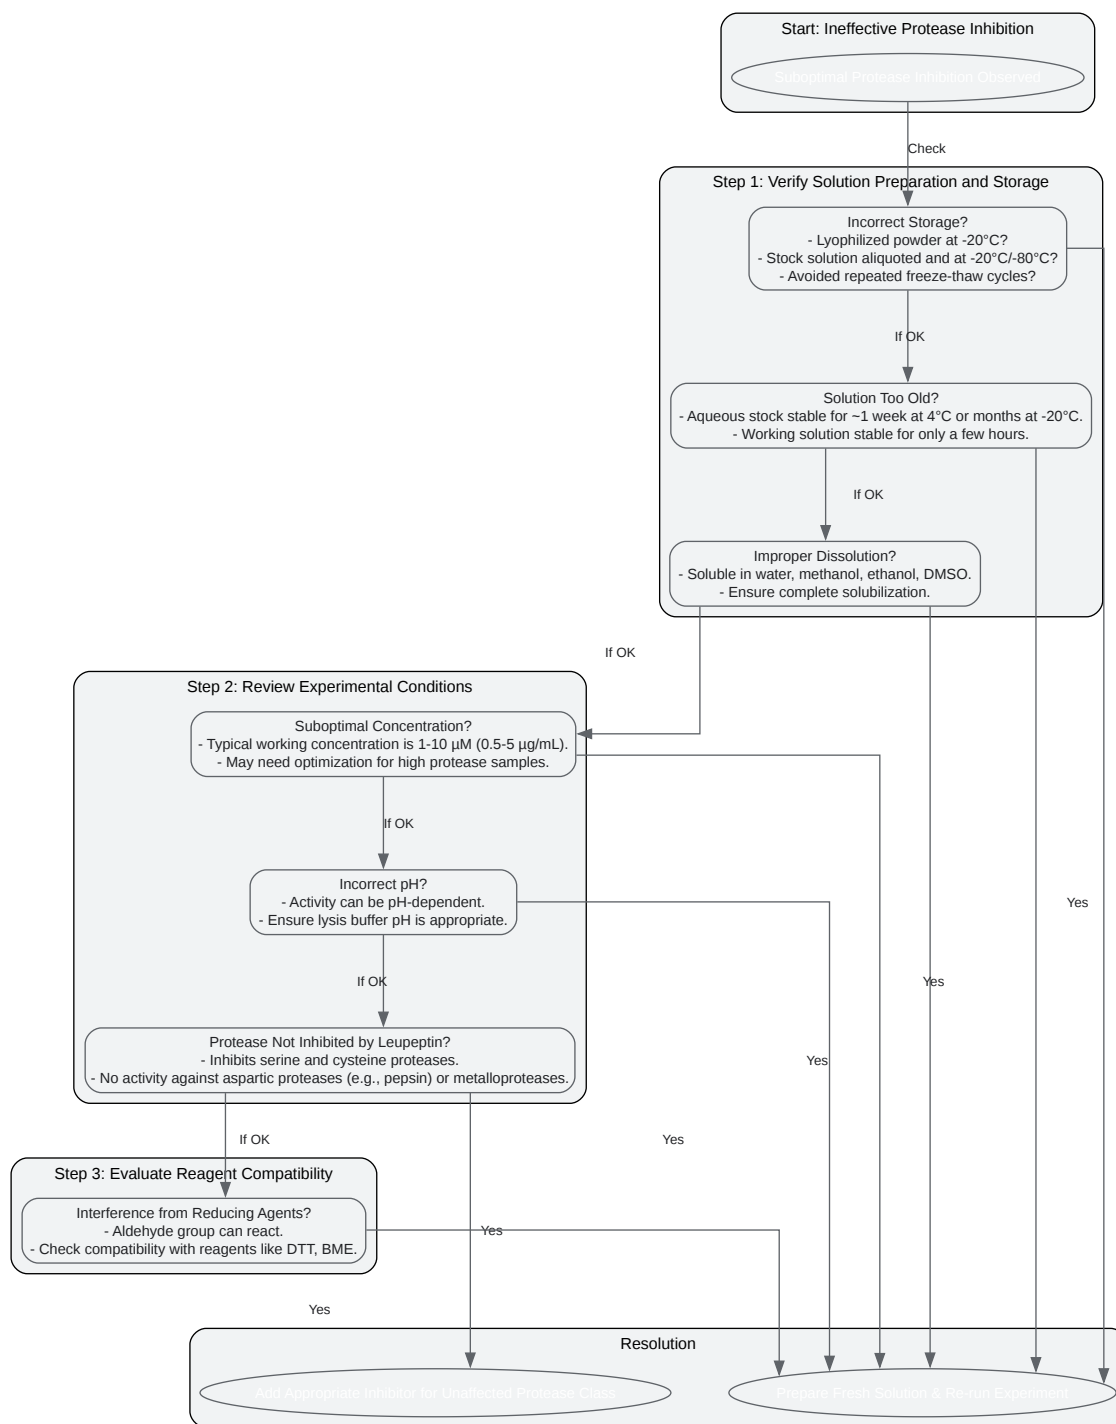 Start: Ineffective Protease Inhibition
Suboptimal Protease Inhibition Observed
Check
Step 1: Verify Solution Preparation and Storage
Incorrect Storage?
- Lyophilized powder at -20°C?
- Stock solution aliquoted and at -20°C/-80°C?
- Avoided repeated freeze-thaw cycles?
If OK
Solution Too Old?
- Aqueous stock stable for ~1 week at 4°C or months at -20°C.
- Working solution stable for only a few hours.
If OK
Improper Dissolution?
- Soluble in water, methanol, ethanol, DMSO.
- Ensure complete solubilization.
If OK
Step 2: Review Experimental Conditions
Suboptimal Concentration?
- Typical working concentration is 1-10 µM (0.5-5 µg/mL).
- May need optimization for high protease samples.
If OK
Incorrect pH?
- Activity can be pH-dependent.
- Ensure lysis buffer pH is appropriate.
Yes
If OK
Yes
Protease Not Inhibited by Leupeptin?
- Inhibits serine and cysteine proteases.
- No activity against aspartic proteases (e.g., pepsin) or metalloproteases.
Yes
If OK
Yes
Step 3: Evaluate Reagent Compatibility
Interference from Reducing Agents?
- Aldehyde group can react.
- Check compatibility with reagents like DTT, BME.
Yes
Yes
Resolution
Add Appropriate Inhibitor for Unaffected Protease Class
Prepare Fresh Solution & Re-run Experiment